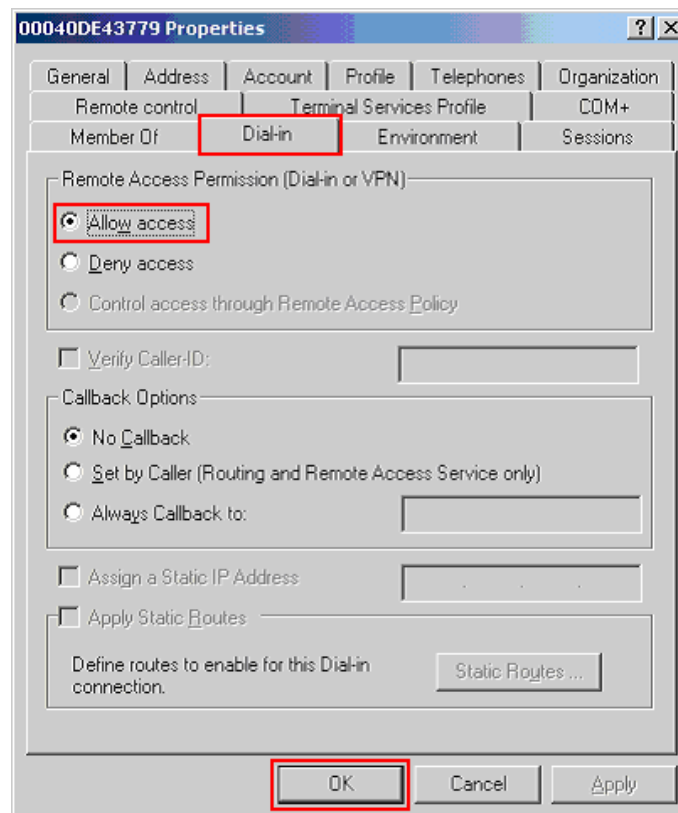 00040DE43779 Properties ? X
General Address Account Profile Telephones Organization
Remote control Terminal Services Profile COM+
Member Of Dial-in Environment Sessions
Remote Access Permission (Dial-in or VPN)
Allow access
Deny access
Control access through Remote Access Policy
Verify Caller-ID:
Callback Options
No Callback
Set by Caller (Routing and Remote Access Service only)
Always Callback to:
Assign a Static IP Address . . .
Apply Static Routes
Define routes to enable for this Dial-in
connection.
Static Routes ...
OK Cancel Apply